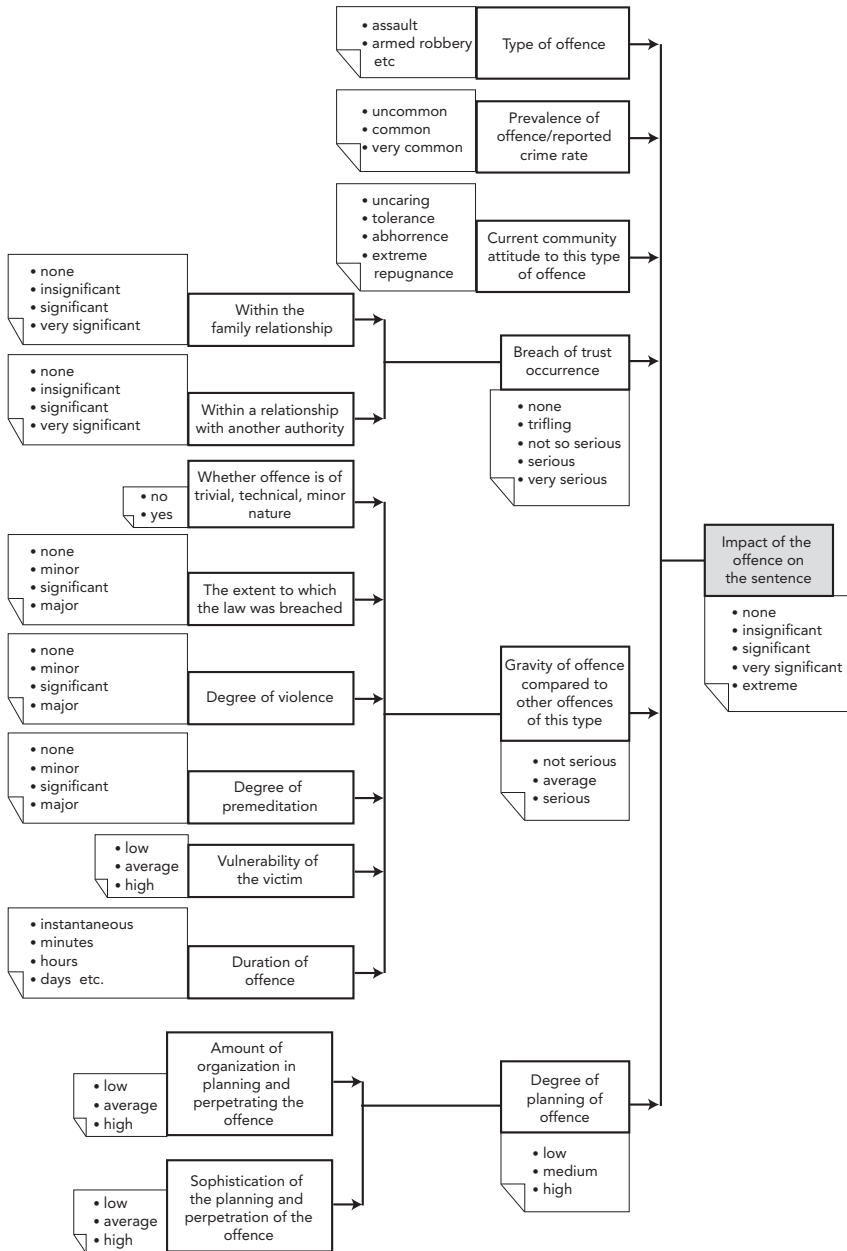 • assault
• armed robbery
etc
Type of offence
• uncommon
• common
• very common
Prevalence of
offence/reported
crime rate
• uncaring
• tolerance
• abhorrence
• extreme
repugnance
Current community
attitude to this type
of offence
• none
• insignificant
• significant
• very significant
Within the
family relationship
• none
• insignificant
• significant
• very significant
Within a relationship
with another authority
Breach of trust
occurrence
• none
• trifling
• not so serious
• serious
• very serious
• no
• yes
Whether offence is of
trivial, technical, minor
nature
• none
• minor
• significant
• major
The extent to which
the law was breached
• none
• minor
• significant
• major
Degree of violence
• none
• minor
• significant
• major
Degree of
premeditation
• low
• average
• high
Vulnerability of
the victim
• instantaneous
• minutes
• hours
• days etc.
Duration of
offence
Gravity of offence
compared to
other offences
of this type
• not serious
• average
• serious
Impact of the
offence on
the sentence
• none
• insignificant
• significant
• very significant
• extreme
• low
• average
• high
Amount of
organization in
planning and
perpetrating the
offence
• low
• average
• high
Sophistication of
the planning and
perpetration of the
offence
Degree of
planning of
offence
• low
• medium
• high